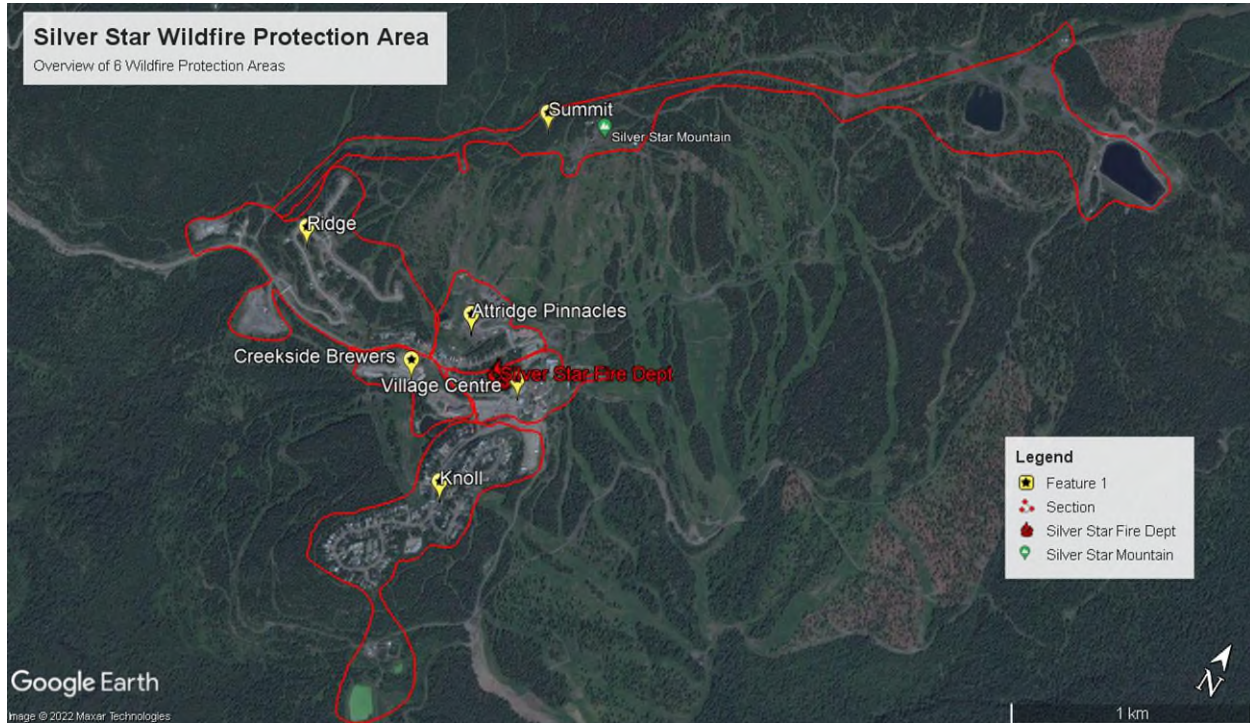 Silver Star Wildfire Protection Area
Overview of 6 Wildfire Protection Areas
Summit
Silver Star Mountain
Ridge
Attridge Pinnacles
Creekside Brewers
Silver Star Fire Dept
Village Centre
Knoll
Legend
Feature 1
Section
Silver Star Fire Dept
Silver Star Mountain
Google Earth
Image © 2022 Maxar Technologies
N
1 km